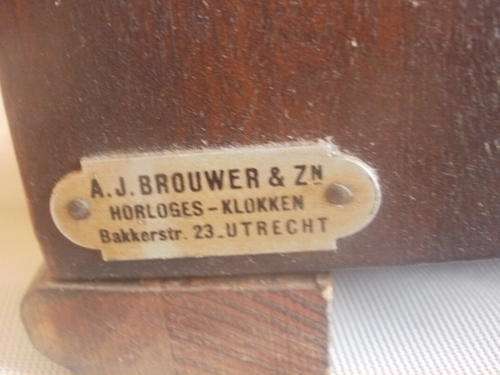 A.J. BROUWER & ZN
HORLOGES-KLOKKEN
Bakkerstr. 23-UTRECHT